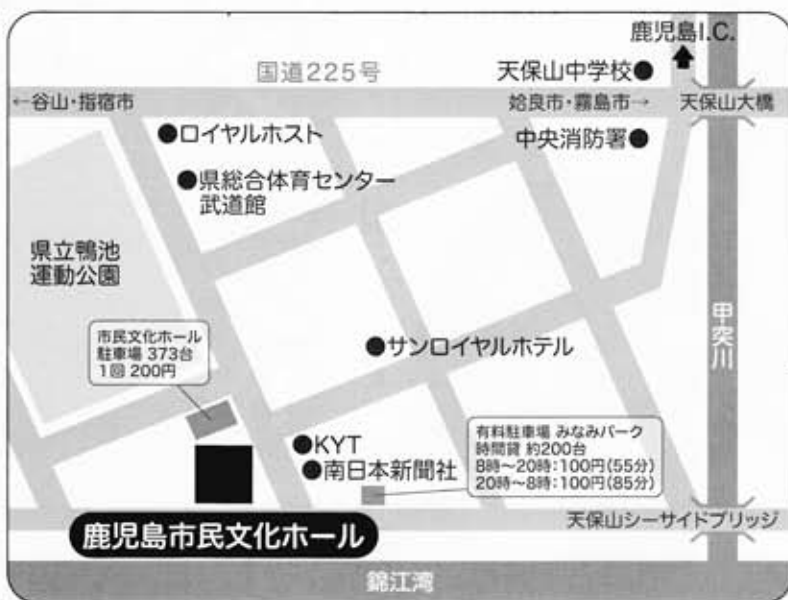 鹿児島I.C.
国道225号
天保山中学校
←谷山・指宿市
姶良市・霧島市→
天保山大橋
ロイヤルホスト
中央消防署
県総合体育センター
武道館
県立鴨池
運動公園
甲突川
市民文化ホール
駐車場 373台
1回 200円
サンロイヤルホテル
有料駐車場 みなみパーク
時間貸 約200台
8時～20時:100円(55分)
20時～8時:100円(85分)
KYT
南日本新聞社
天保山シーサイドブリッジ
鹿児島市民文化ホール
錦江湾